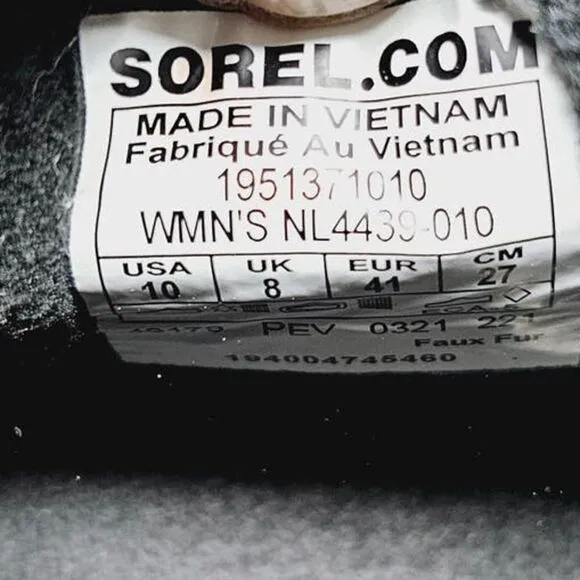 SOREL.COM
MADE IN VIETNAM
Fabriqué Au Vietnam
1951371010
WMN'S NL4439-010
USA UK EUR CM
10 8 41 27
PEV 0321 221
Faux Fur
194004745460